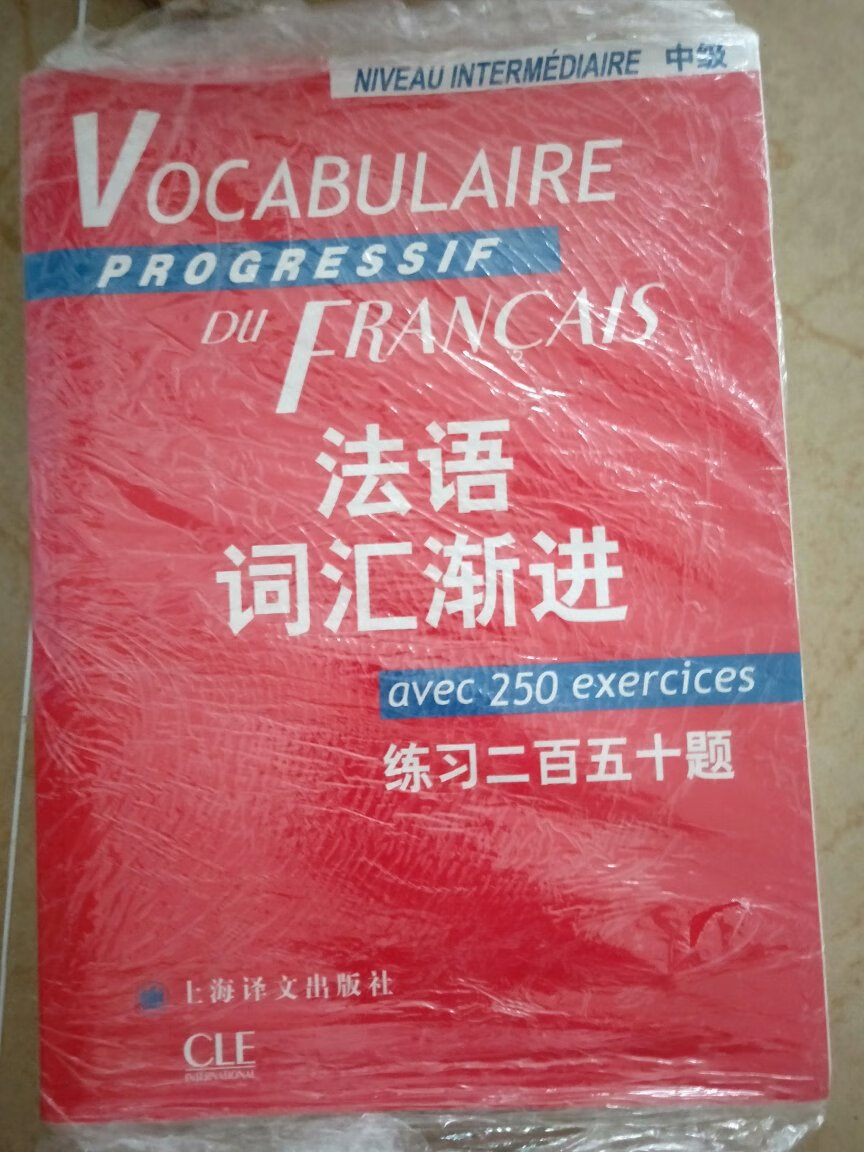 NIVEAU INTERMÉDIAIRE 中级
VOCABULAIRE
PROGRESSIF
DU FRANÇAIS
法语
词汇渐进
avec 250 exercices
练习二百五十题
上海译文出版社
CLE
INTERNATIONAL